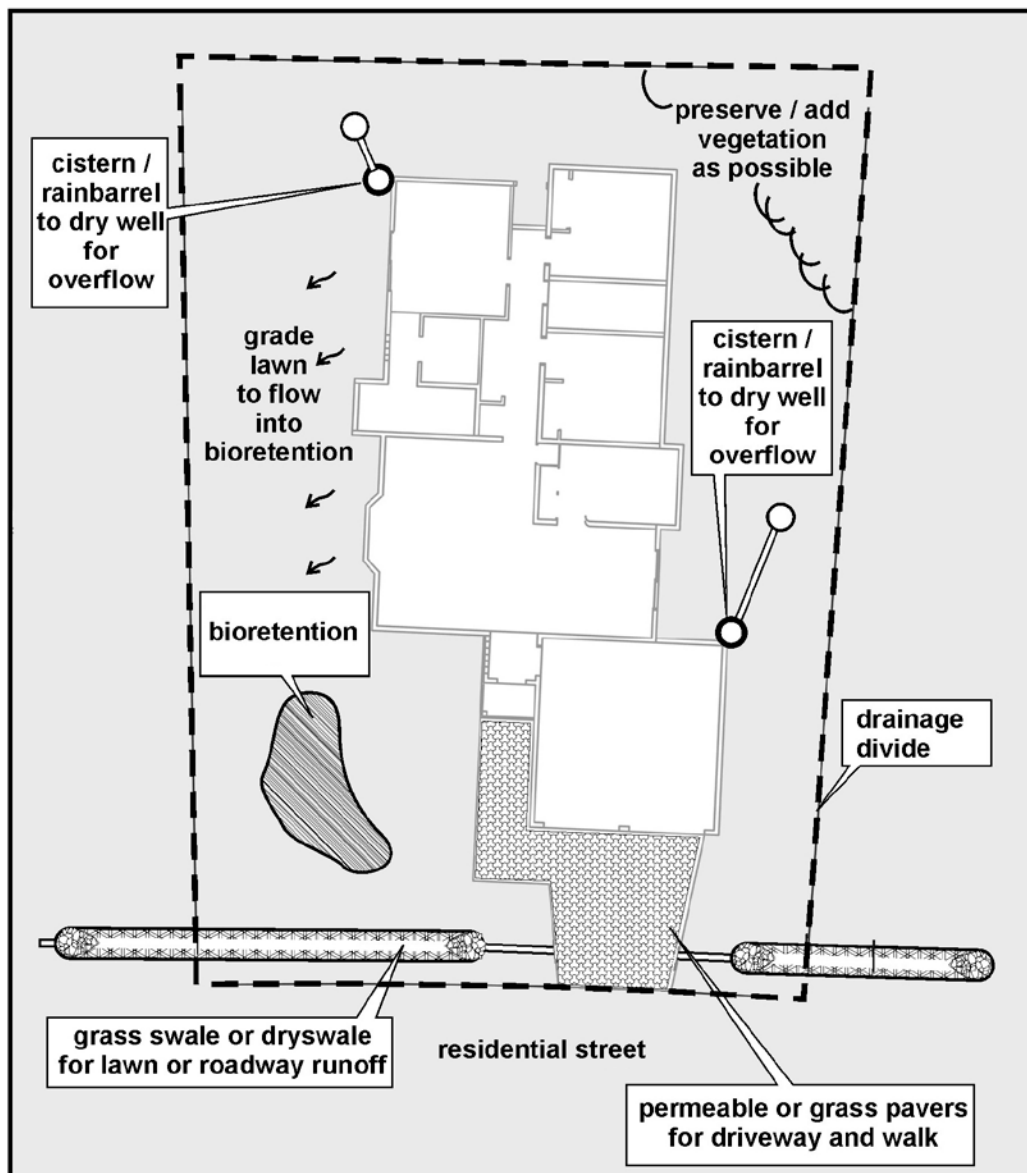 preserve / add
vegetation
as possible
cistern /
rainbarrel
to dry well
for
overflow
grade
lawn
to flow
into
bioretention
cistern /
rainbarrel
to dry well
for
overflow
bioretention
drainage
divide
grass swale or dryswale
for lawn or roadway runoff
residential street
permeable or grass pavers
for driveway and walk